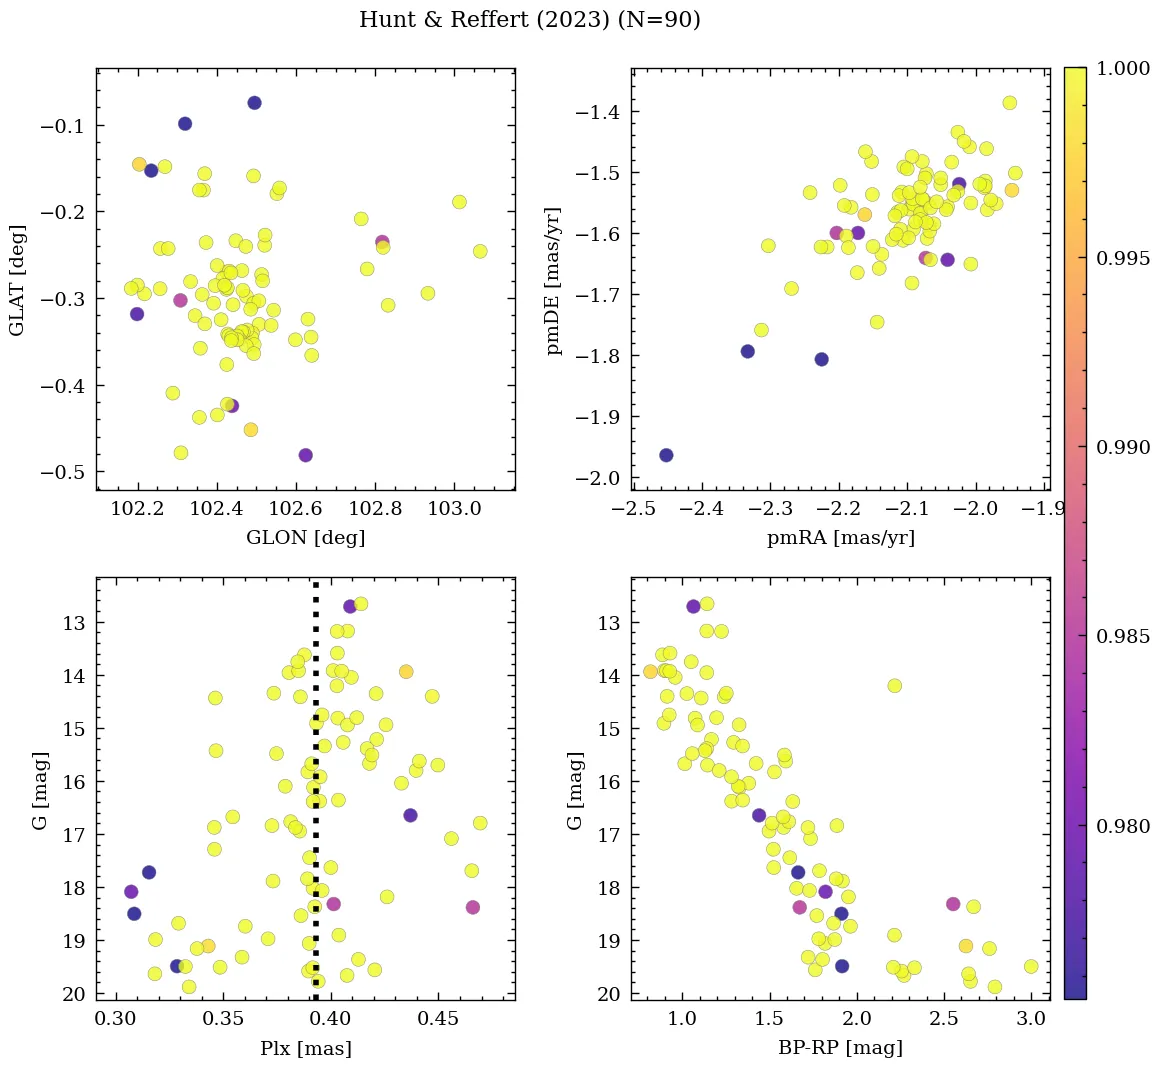 Hunt & Reffert (2023) (N=90)
−0.1
−0.2
−0.3
−0.4
−0.5
GLAT [deg]
102.2 102.4 102.6 102.8 103.0
GLON [deg]
−1.4
−1.5
−1.6
−1.7
−1.8
−1.9
−2.0
pmDE [mas/yr]
−2.5 −2.4 −2.3 −2.2 −2.1 −2.0 −1.9
pmRA [mas/yr]
1.000
0.995
0.990
0.985
0.980
13
14
15
16
17
18
19
20
G [mag]
0.30 0.35 0.40 0.45
Plx [mas]
13
14
15
16
17
18
19
20
G [mag]
1.0 1.5 2.0 2.5 3.0
BP-RP [mag]